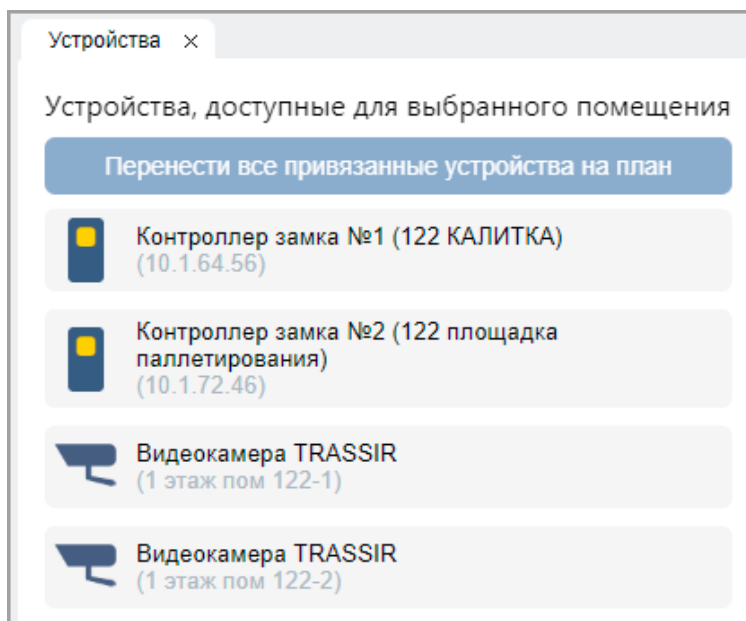 Устройства ×
Устройства, доступные для выбранного помещения
Перенести все привязанные устройства на план
Контроллер замка №1 (122 КАЛИТКА)
(10.1.64.56)
Контроллер замка №2 (122 площадка
паллетирования)
(10.1.72.46)
Видеокамера TRASSIR
(1 этаж пом 122-1)
Видеокамера TRASSIR
(1 этаж пом 122-2)